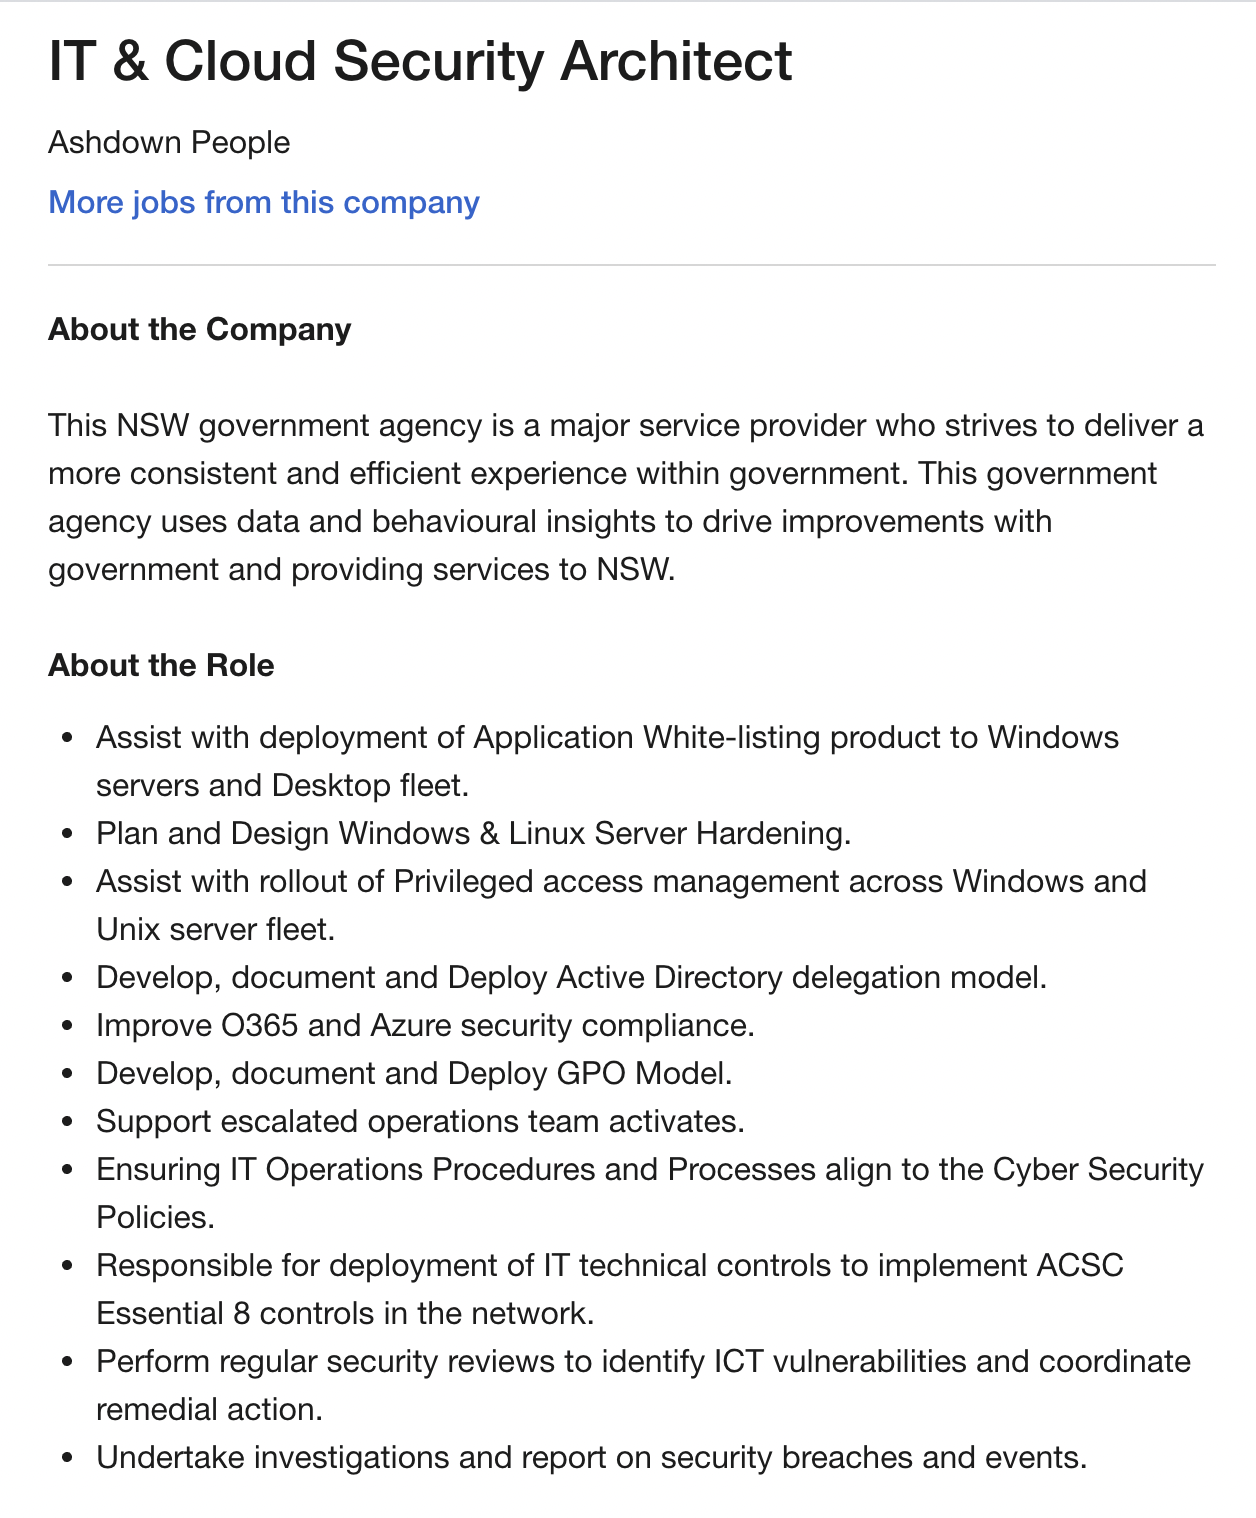 IT & Cloud Security Architect
Ashdown People
More jobs from this company
About the Company
This NSW government agency is a major service provider who strives to deliver a
more consistent and efficient experience within government. This government
agency uses data and behavioural insights to drive improvements with
government and providing services to NSW.
About the Role
• Assist with deployment of Application White-listing product to Windows
servers and Desktop fleet.
• Plan and Design Windows & Linux Server Hardening.
• Assist with rollout of Privileged access management across Windows and
Unix server fleet.
• Develop, document and Deploy Active Directory delegation model.
• Improve O365 and Azure security compliance.
• Develop, document and Deploy GPO Model.
• Support escalated operations team activates.
• Ensuring IT Operations Procedures and Processes align to the Cyber Security
Policies.
• Responsible for deployment of IT technical controls to implement ACSC
Essential 8 controls in the network.
• Perform regular security reviews to identify ICT vulnerabilities and coordinate
remedial action.
• Undertake investigations and report on security breaches and events.